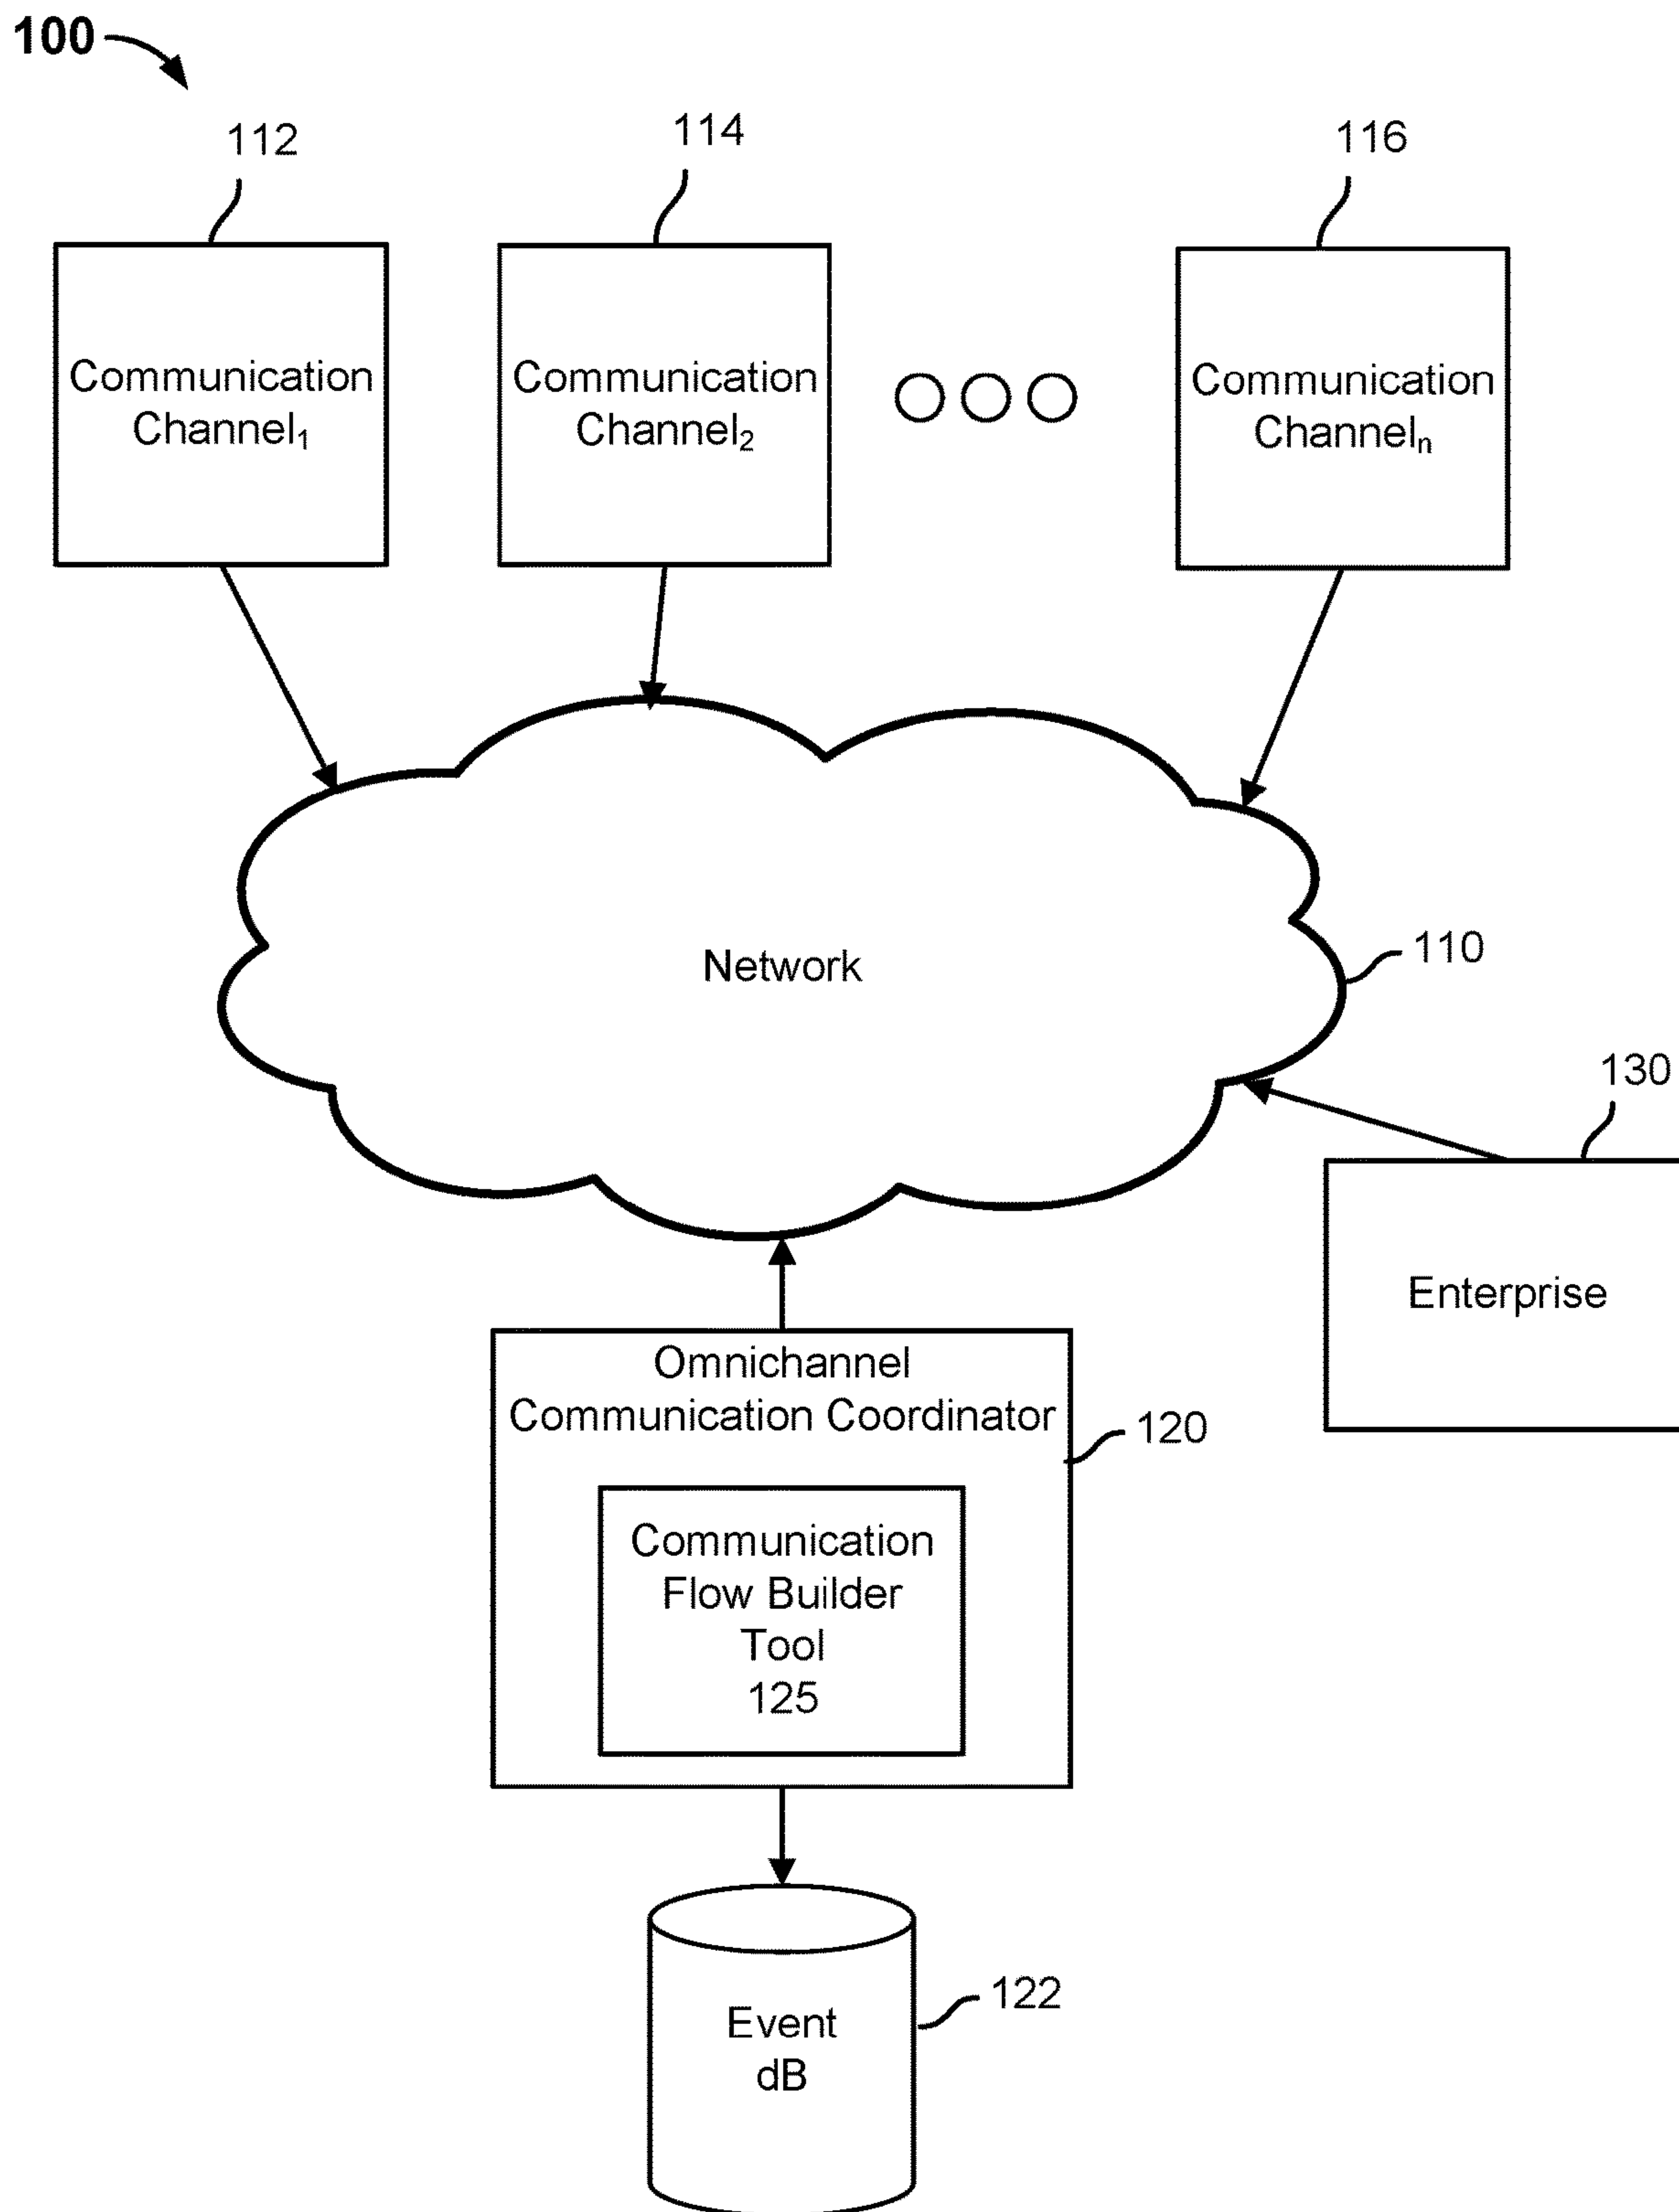 100
112
114
116
Communication
Channel₁
Communication
Channel₂
Communication
Channelₙ
Network
110
130
Enterprise
Omnichannel
Communication Coordinator
120
Communication
Flow Builder
Tool
125
122
Event
dB